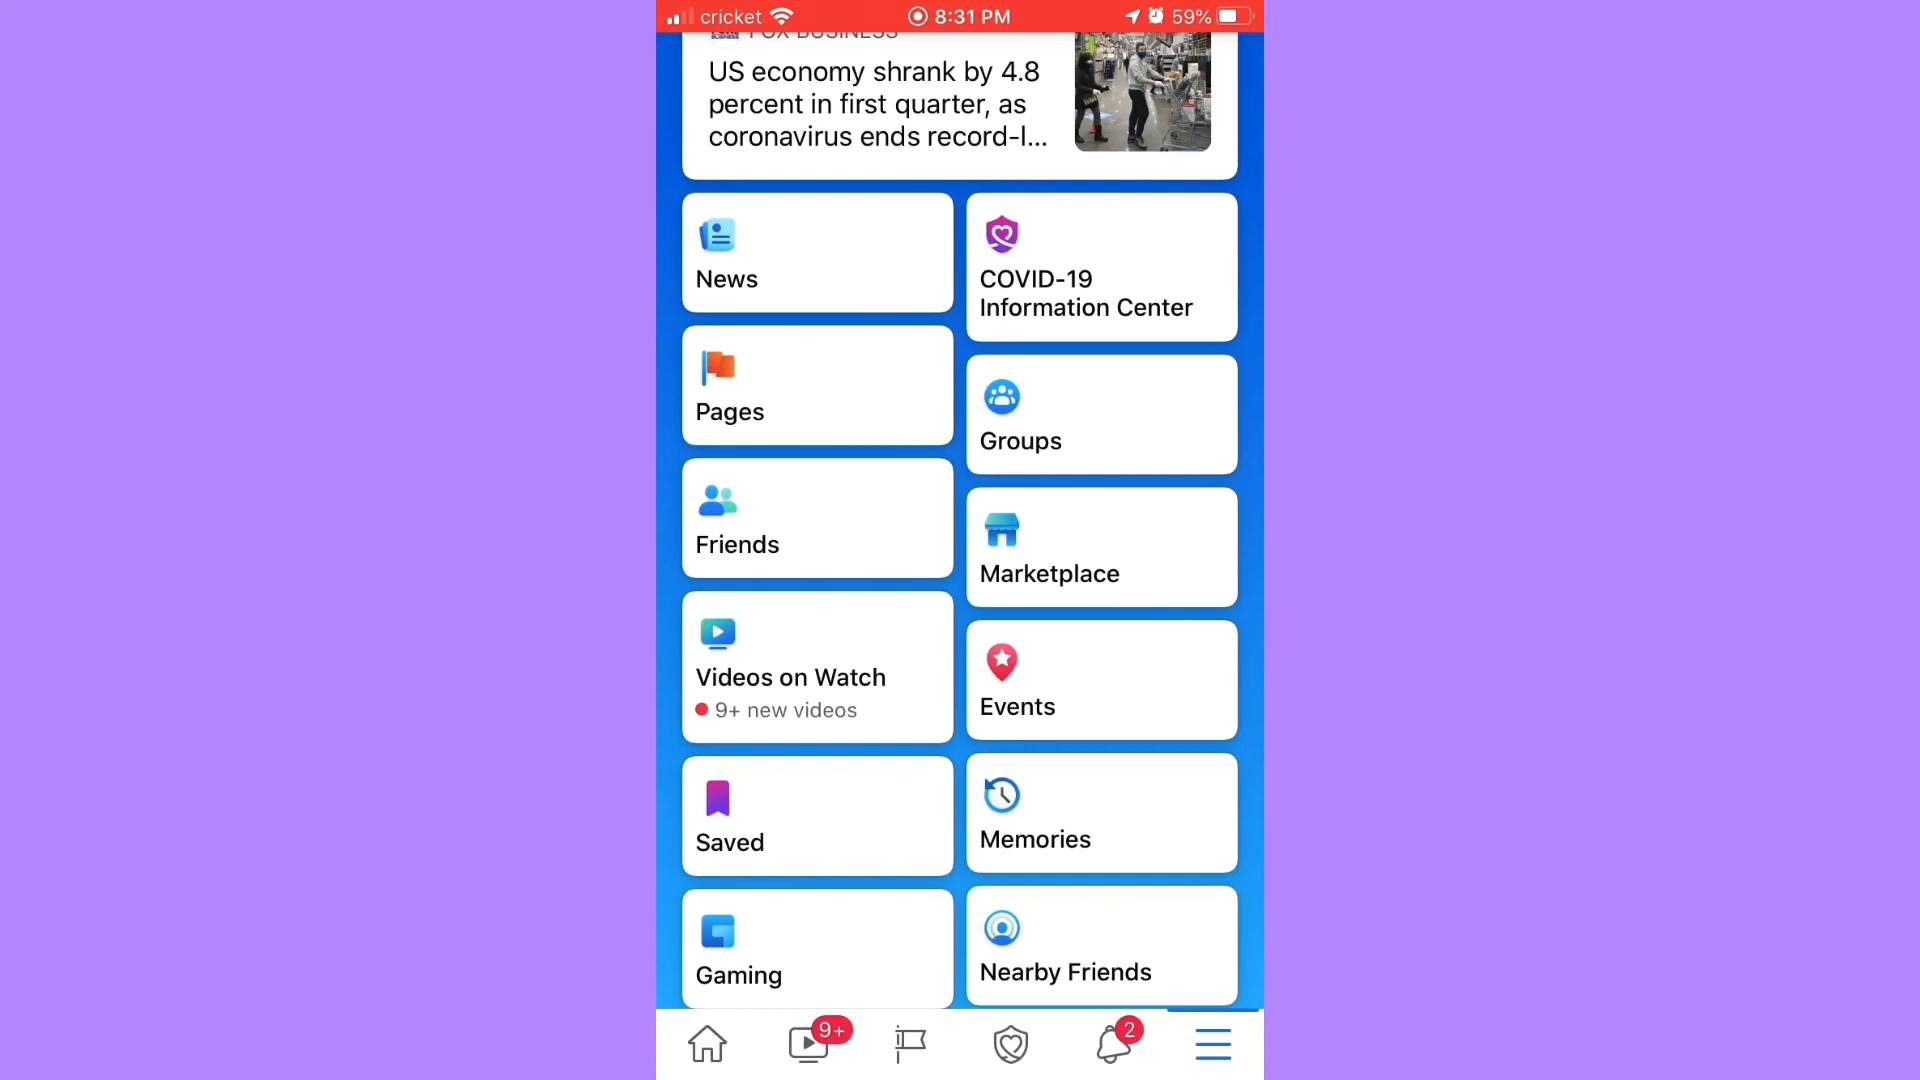 cricket 8:31 PM 59%
FOX BUSINESS
US economy shrank by 4.8
percent in first quarter, as
coronavirus ends record-l...
News
COVID-19
Information Center
Pages
Groups
Friends
Marketplace
Videos on Watch
9+ new videos
Events
Saved
Memories
Gaming
Nearby Friends
9+
2